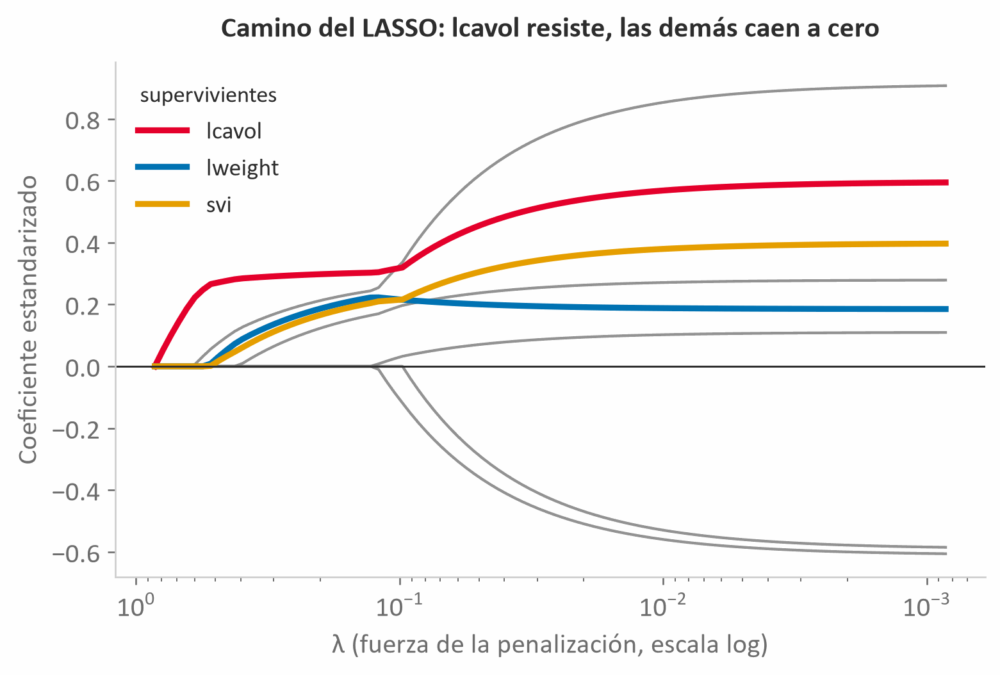 Camino del LASSO: lcavol resiste, las demás caen a cero
supervivientes
lcavol
lweight
svi
Coeficiente estandarizado
0.8
0.6
0.4
0.2
0.0
−0.2
−0.4
−0.6
10⁰
10⁻¹
10⁻²
10⁻³
λ (fuerza de la penalización, escala log)